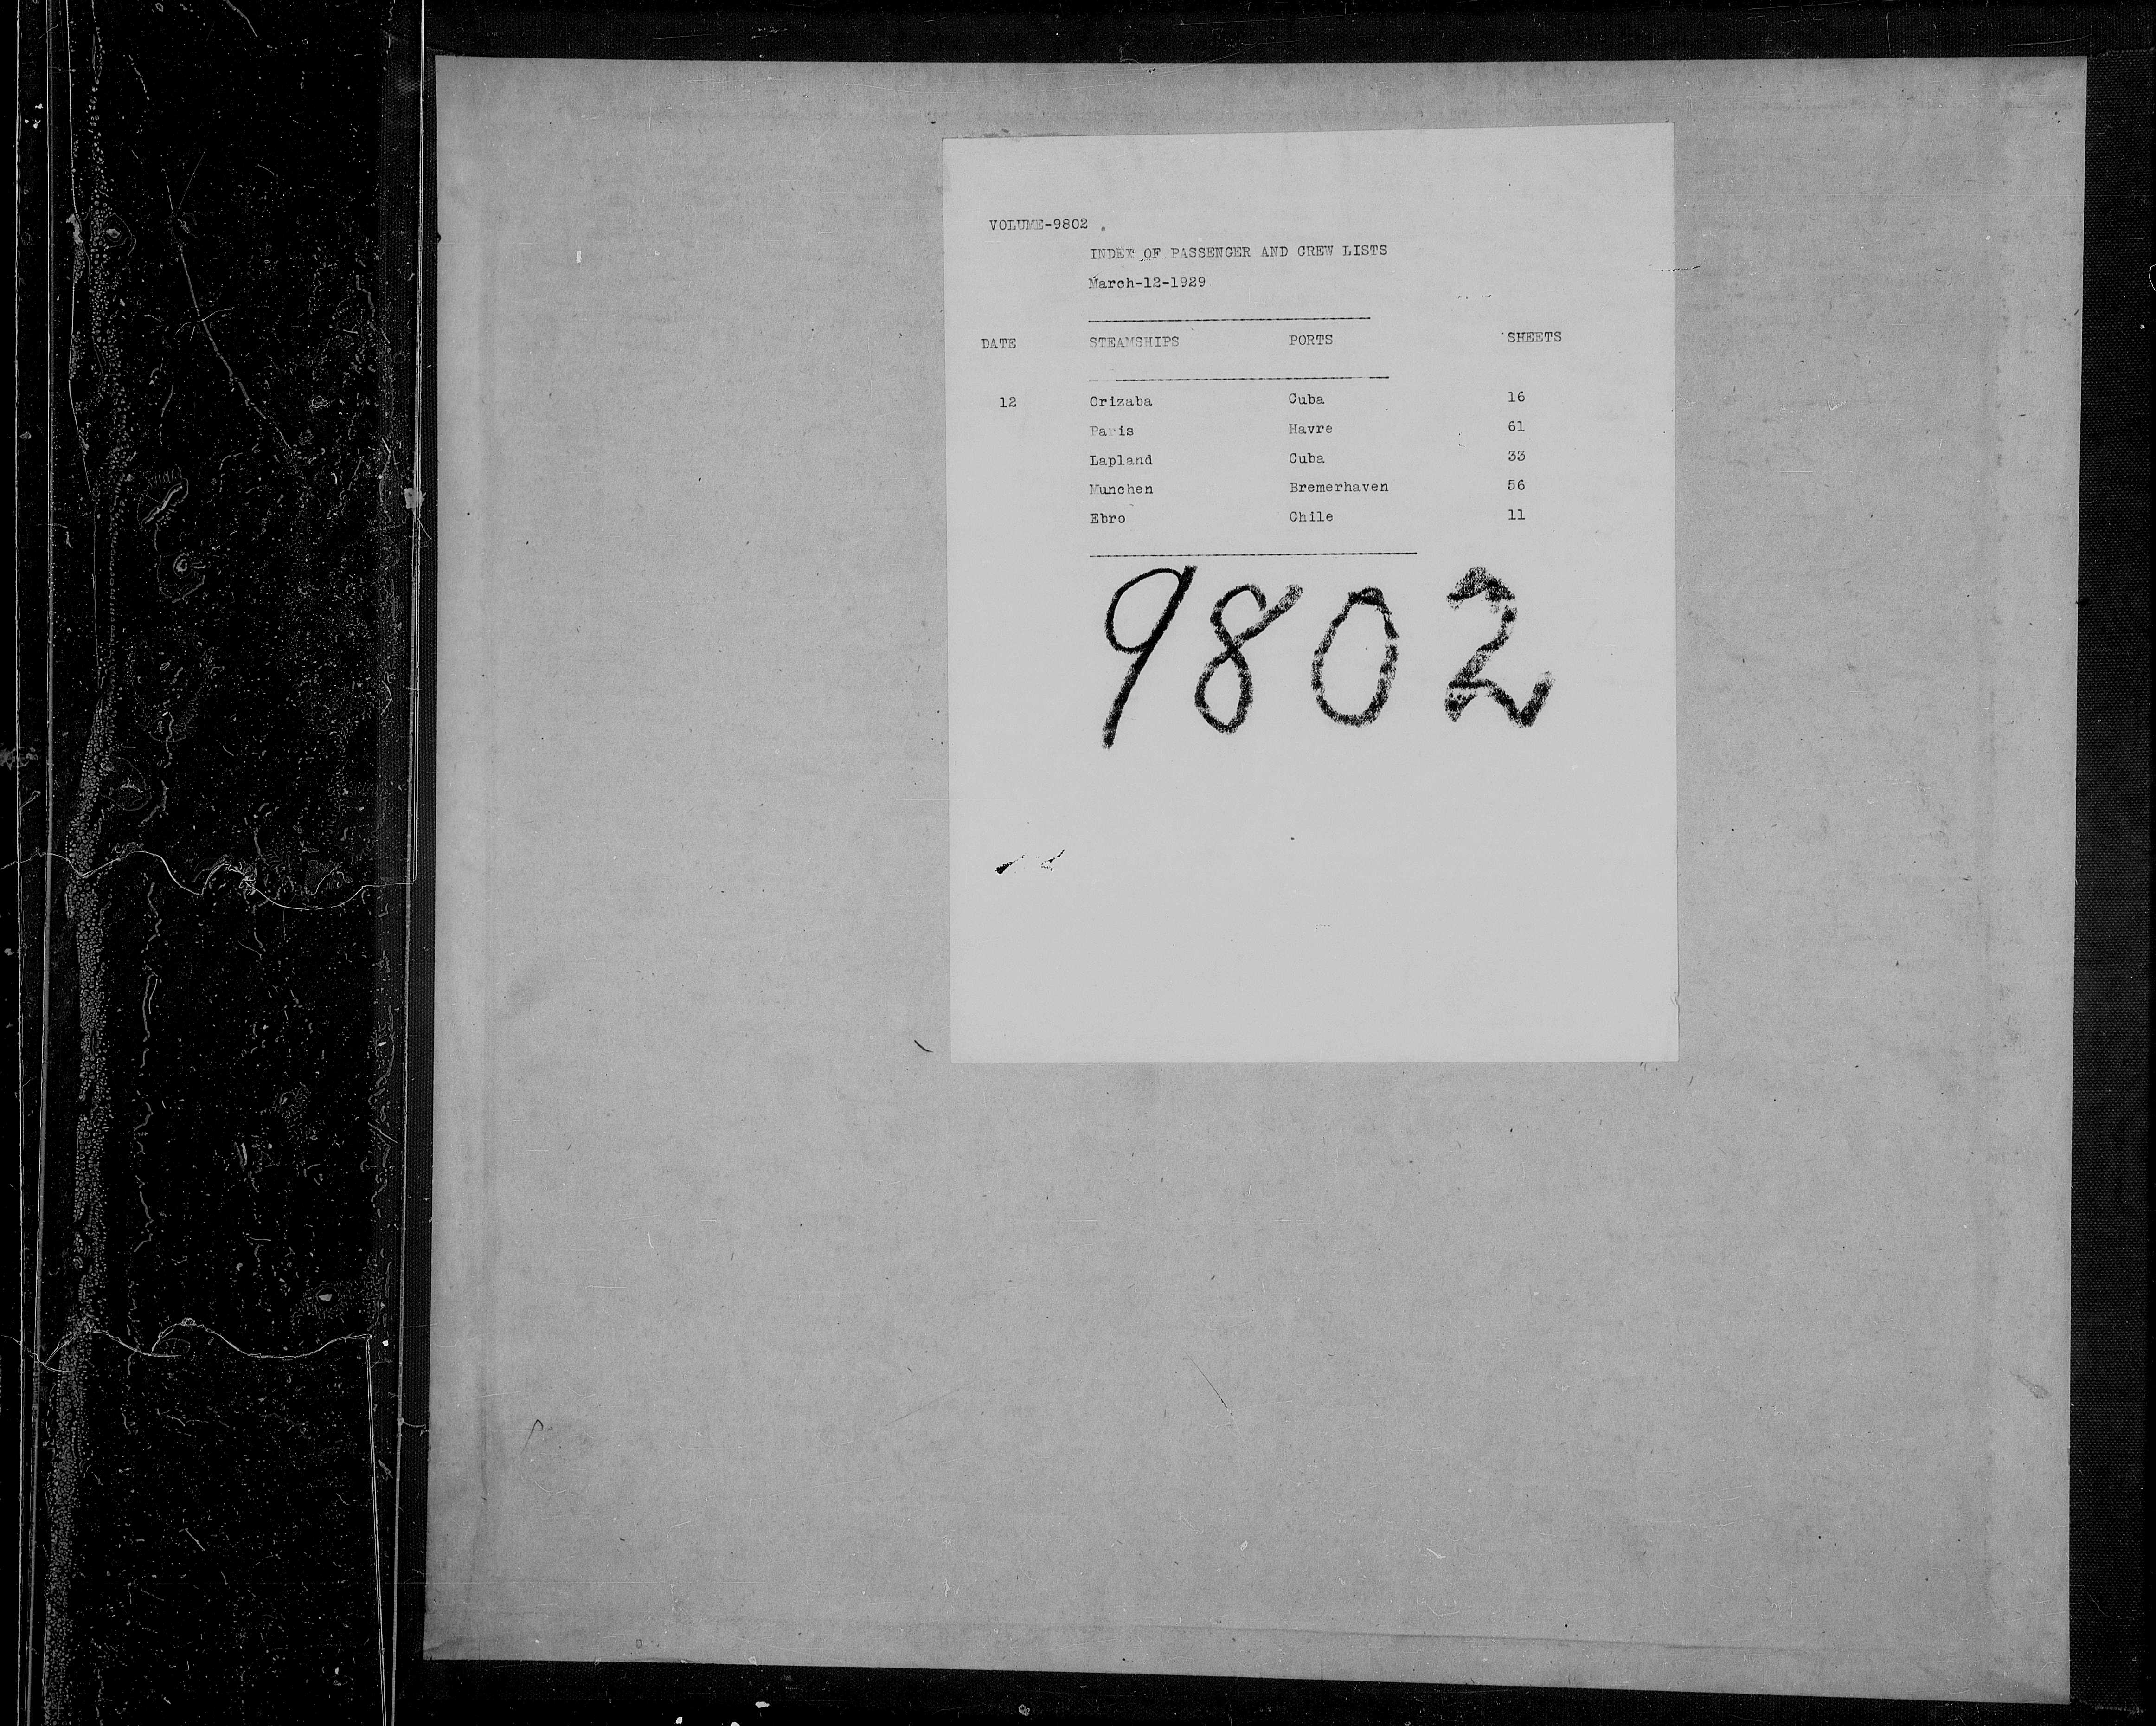 VOLUME-9802
INDEX OF PASSENGER AND CREW LISTS
March-12-1929
DATE STEAMSHIPS PORTS SHEETS
12 Orizaba Cuba 16
Paris Havre 61
Lapland Cuba 33
Munchen Bremerhaven 56
Ebro Chile 11
9802